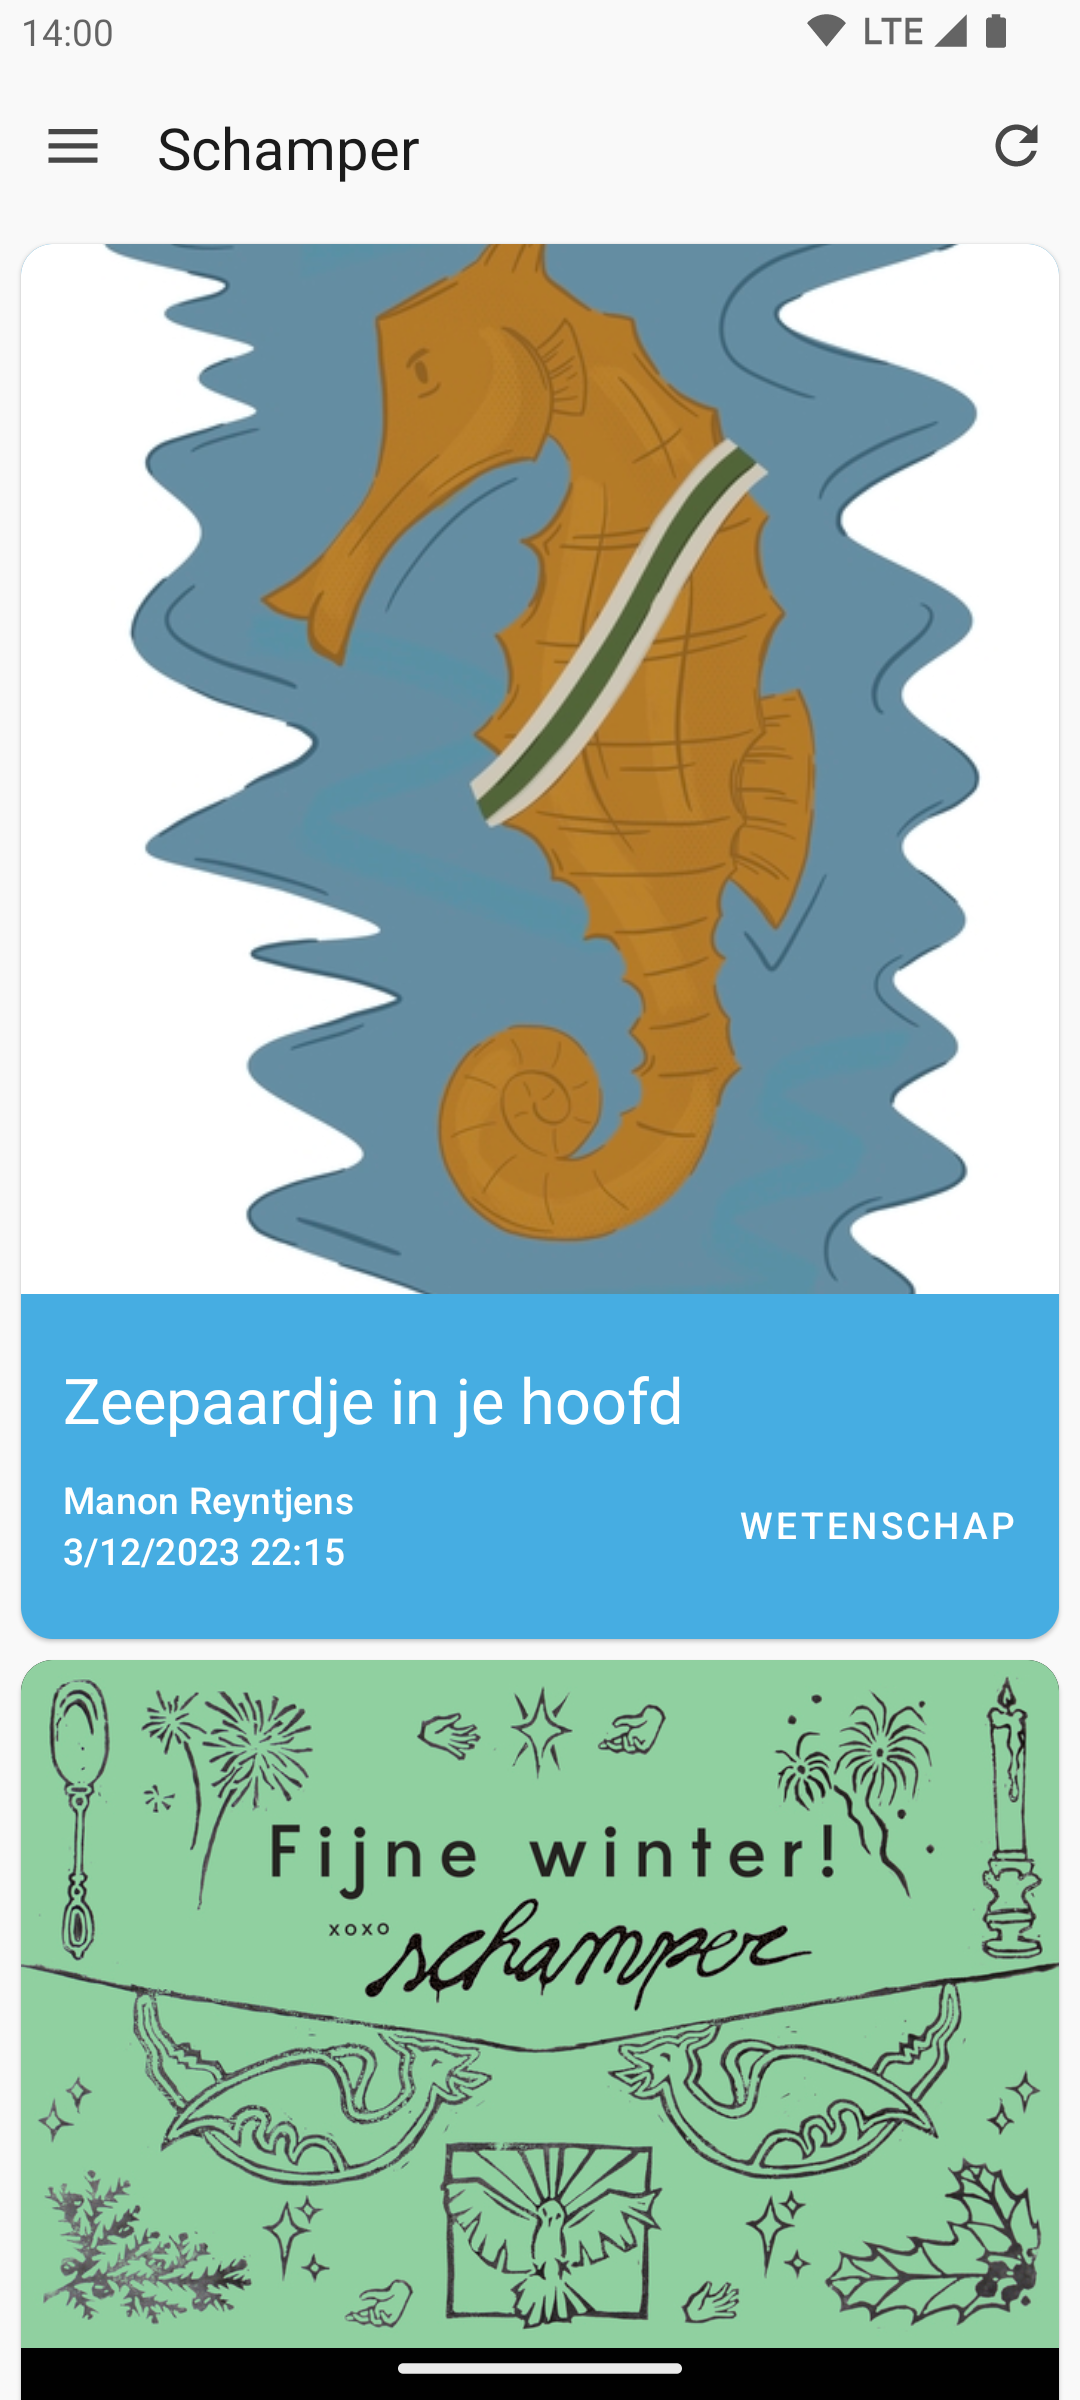 14:00
LTE
Schamper
Zeepaardje in je hoofd
Manon Reyntjens
3/12/2023 22:15
WETENSCHAP
Fijne winter!
xoxo schamper